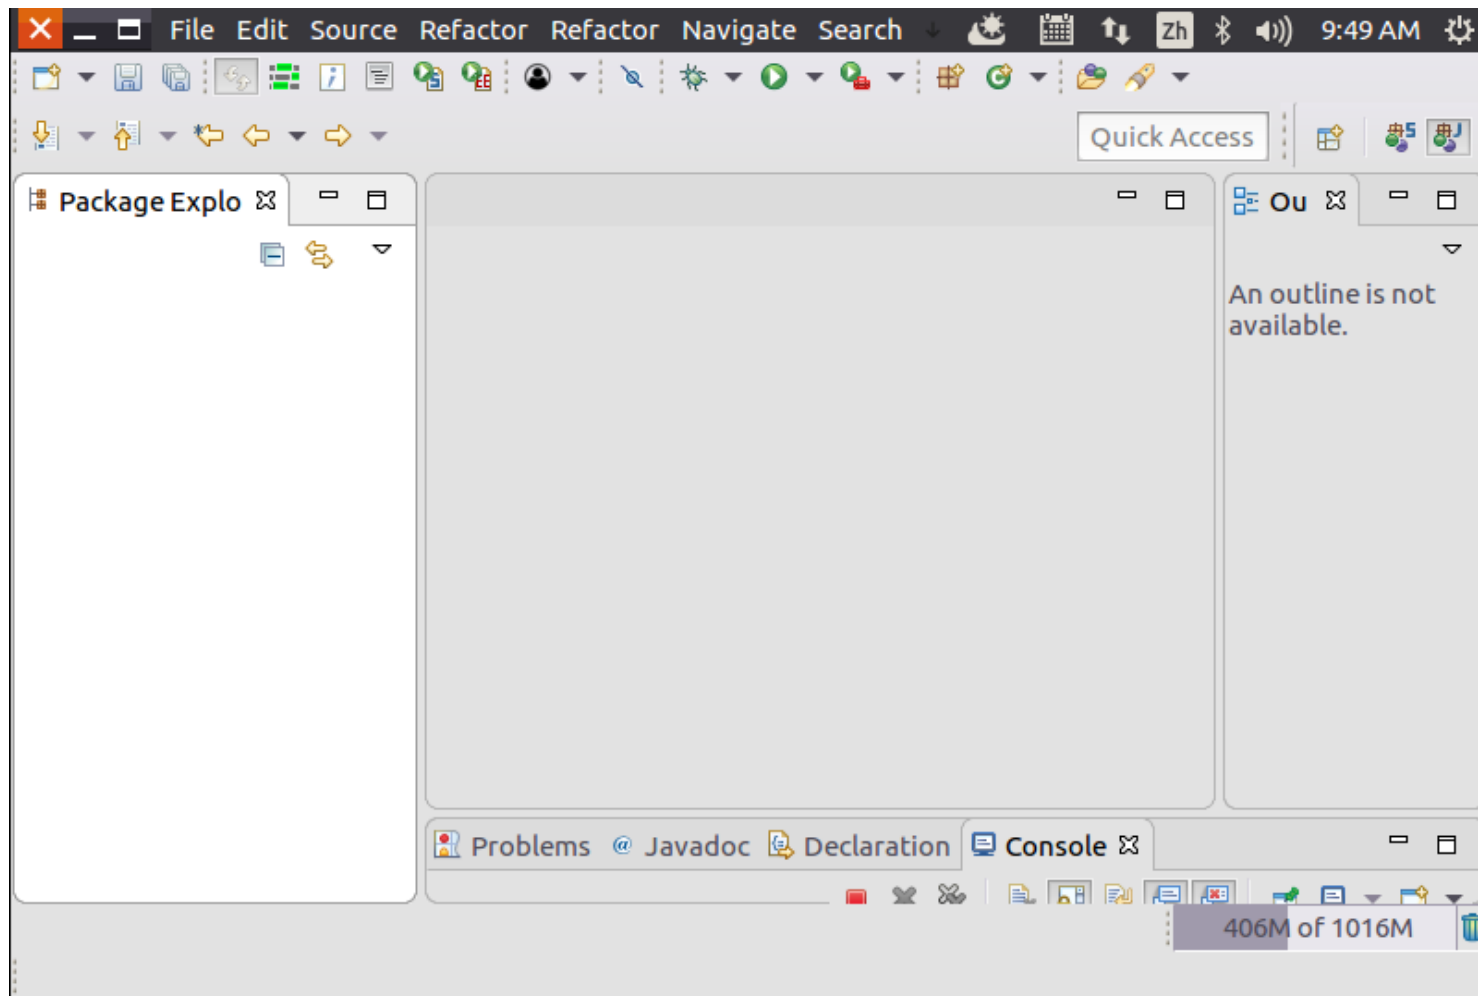 File Edit Source Refactor Refactor Navigate Search Zh 9:49 AM
Quick Access
Package Explo
Ou
An outline is not
available.
Problems @ Javadoc Declaration Console
406M of 1016M